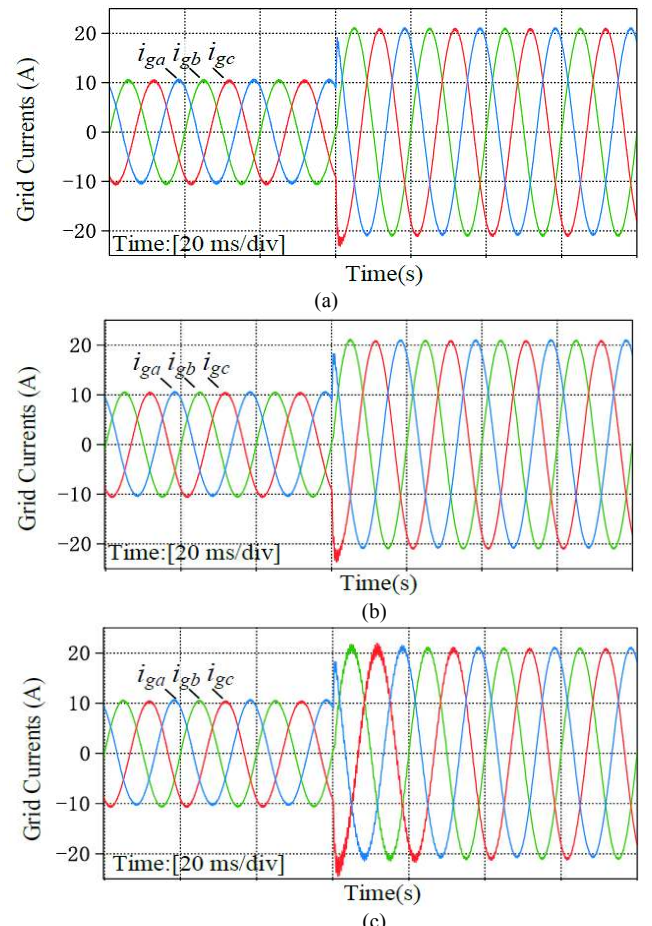 Grid Currents (A)
20
10
0
−10
−20
iga igb igc
Time:[20 ms/div]
Time(s)
(a)
Grid Currents (A)
20
10
0
−10
−20
iga igb igc
Time:[20 ms/div]
Time(s)
(b)
Grid Currents (A)
20
10
0
−10
−20
iga igb igc
Time:[20 ms/div]
Time(s)
(c)